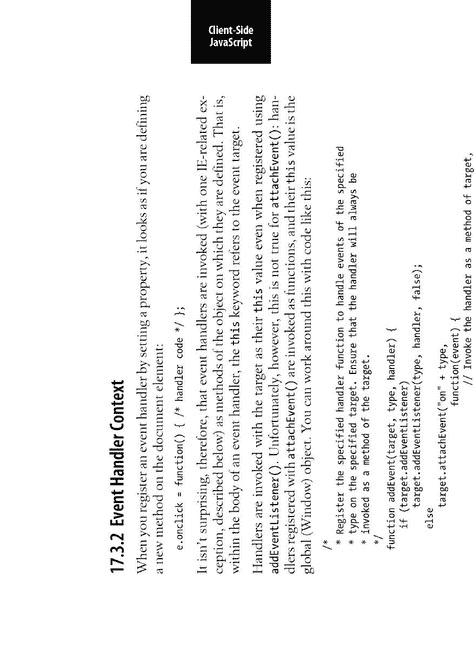 Client-Side
JavaScript
17.3.2 Event Handler Context
When you register an event handler by setting a property, it looks as if you are defining
a new method on the document element:
e.onclick = function() { /* handler code */ };
It isn't surprising, therefore, that event handlers are invoked (with one IE-related ex-
ception, described below) as methods of the object on which they are defined. That is,
within the body of an event handler, the this keyword refers to the event target.
Handlers are invoked with the target as their this value even when registered using
addEventListener(). Unfortunately, however, this is not true for attachEvent(): han-
dlers registered with attachEvent() are invoked as functions, and their this value is the
global (Window) object. You can work around this with code like this:
/*
* Register the specified handler function to handle events of the specified
* type on the specified target. Ensure that the handler will always be
* invoked as a method of the target.
*/
function addEvent(target, type, handler) {
if (target.addEventListener)
target.addEventListener(type, handler, false);
else
target.attachEvent("on" + type,
function(event) {
// Invoke the handler as a method of target,